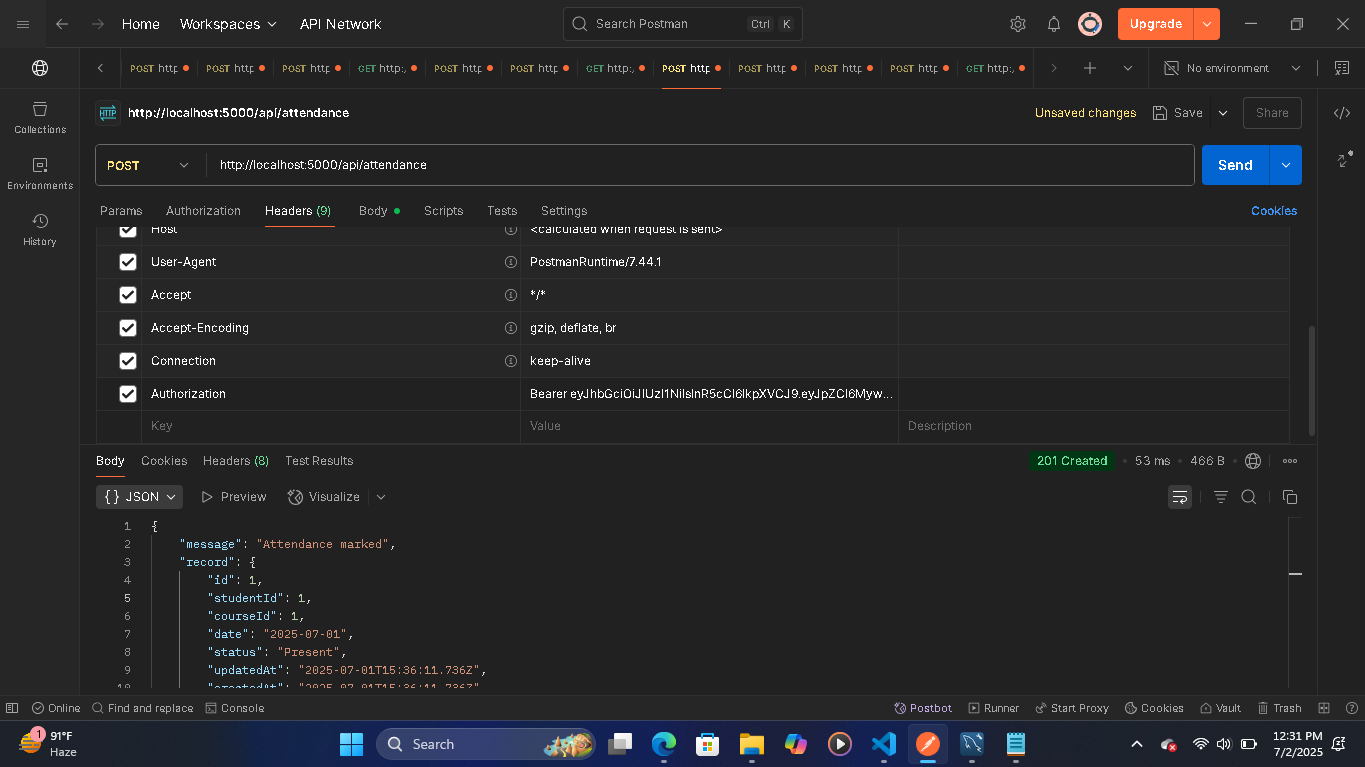 Home Workspaces API Network Search Postman Ctrl K Upgrade
POST http POST http POST http GET http:, POST http POST http GET http:, POST http POST http POST http POST http GET http:, No environment
HTTP http://localhost:5000/api/attendance Unsaved changes Save Share
Collections
POST http://localhost:5000/api/attendance Send
Environments
Params Authorization Headers (9) Body Scripts Tests Settings Cookies
History
Host <calculated when request is sent>
User-Agent PostmanRuntime/7.44.1
Accept */*
Accept-Encoding gzip, deflate, br
Connection keep-alive
Authorization Bearer eyJhbGciOiJIUzI1NiIsInR5cCI6IkpXVCJ9.eyJpZCI6Myw...
Key Value Description
Body Cookies Headers (8) Test Results 201 Created 53 ms 466 B
{} JSON Preview Visualize
1 {
2 "message": "Attendance marked",
3 "record": {
4 "id": 1,
5 "studentId": 1,
6 "courseId": 1,
7 "date": "2025-07-01",
8 "status": "Present",
9 "updatedAt": "2025-07-01T15:36:11.736Z",
10 "createdAt": "2025-07-01T15:36:11.736Z"
Online Find and replace Console Postbot Runner Start Proxy Cookies Vault Trash
1 91°F
Haze
Search
12:31 PM
7/2/2025